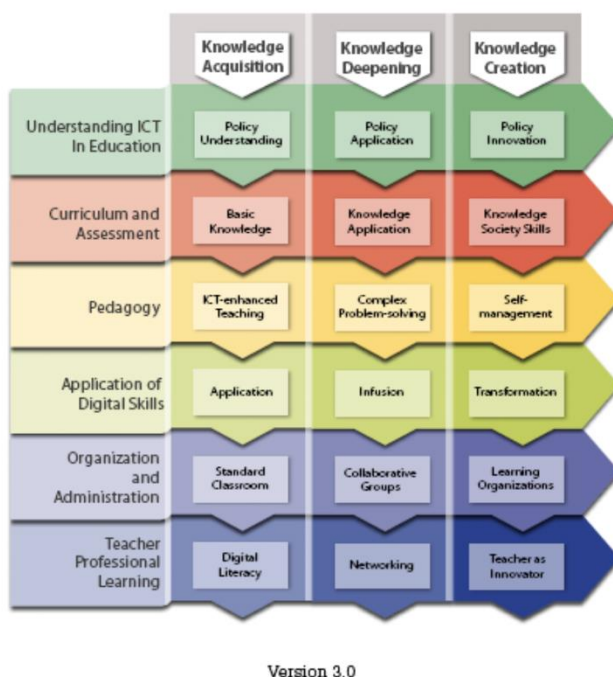 Knowledge
Acquisition
Knowledge
Deepening
Knowledge
Creation
Understanding ICT
In Education
Policy
Understanding
Policy
Application
Policy
Innovation
Curriculum and
Assessment
Basic
Knowledge
Knowledge
Application
Knowledge
Society Skills
Pedagogy
ICT-enhanced
Teaching
Complex
Problem-solving
Self-
management
Application of
Digital Skills
Application
Infusion
Transformation
Organization
and
Administration
Standard
Classroom
Collaborative
Groups
Learning
Organizations
Teacher
Professional
Learning
Digital
Literacy
Networking
Teacher as
Innovator
Version 3.0